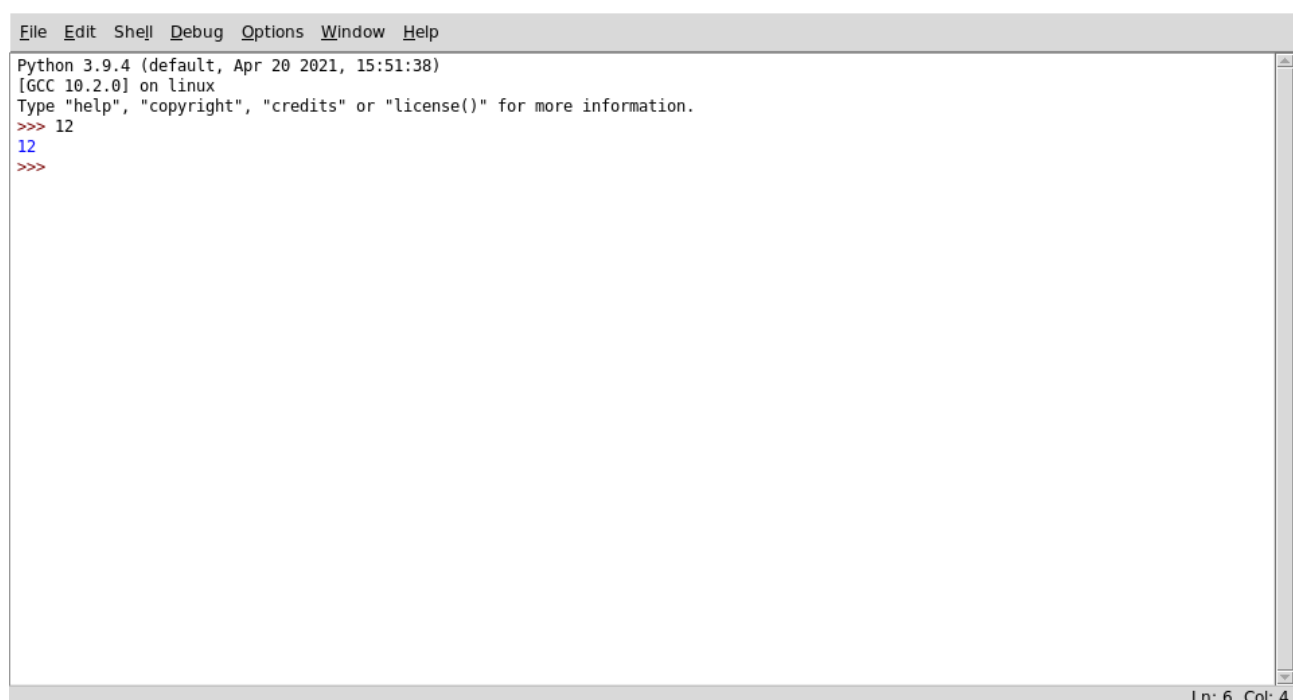 File Edit Shell Debug Options Window Help
Python 3.9.4 (default, Apr 20 2021, 15:51:38)
[GCC 10.2.0] on linux
Type "help", "copyright", "credits" or "license()" for more information.
>>> 12
12
>>>
Ln: 6 Col: 4